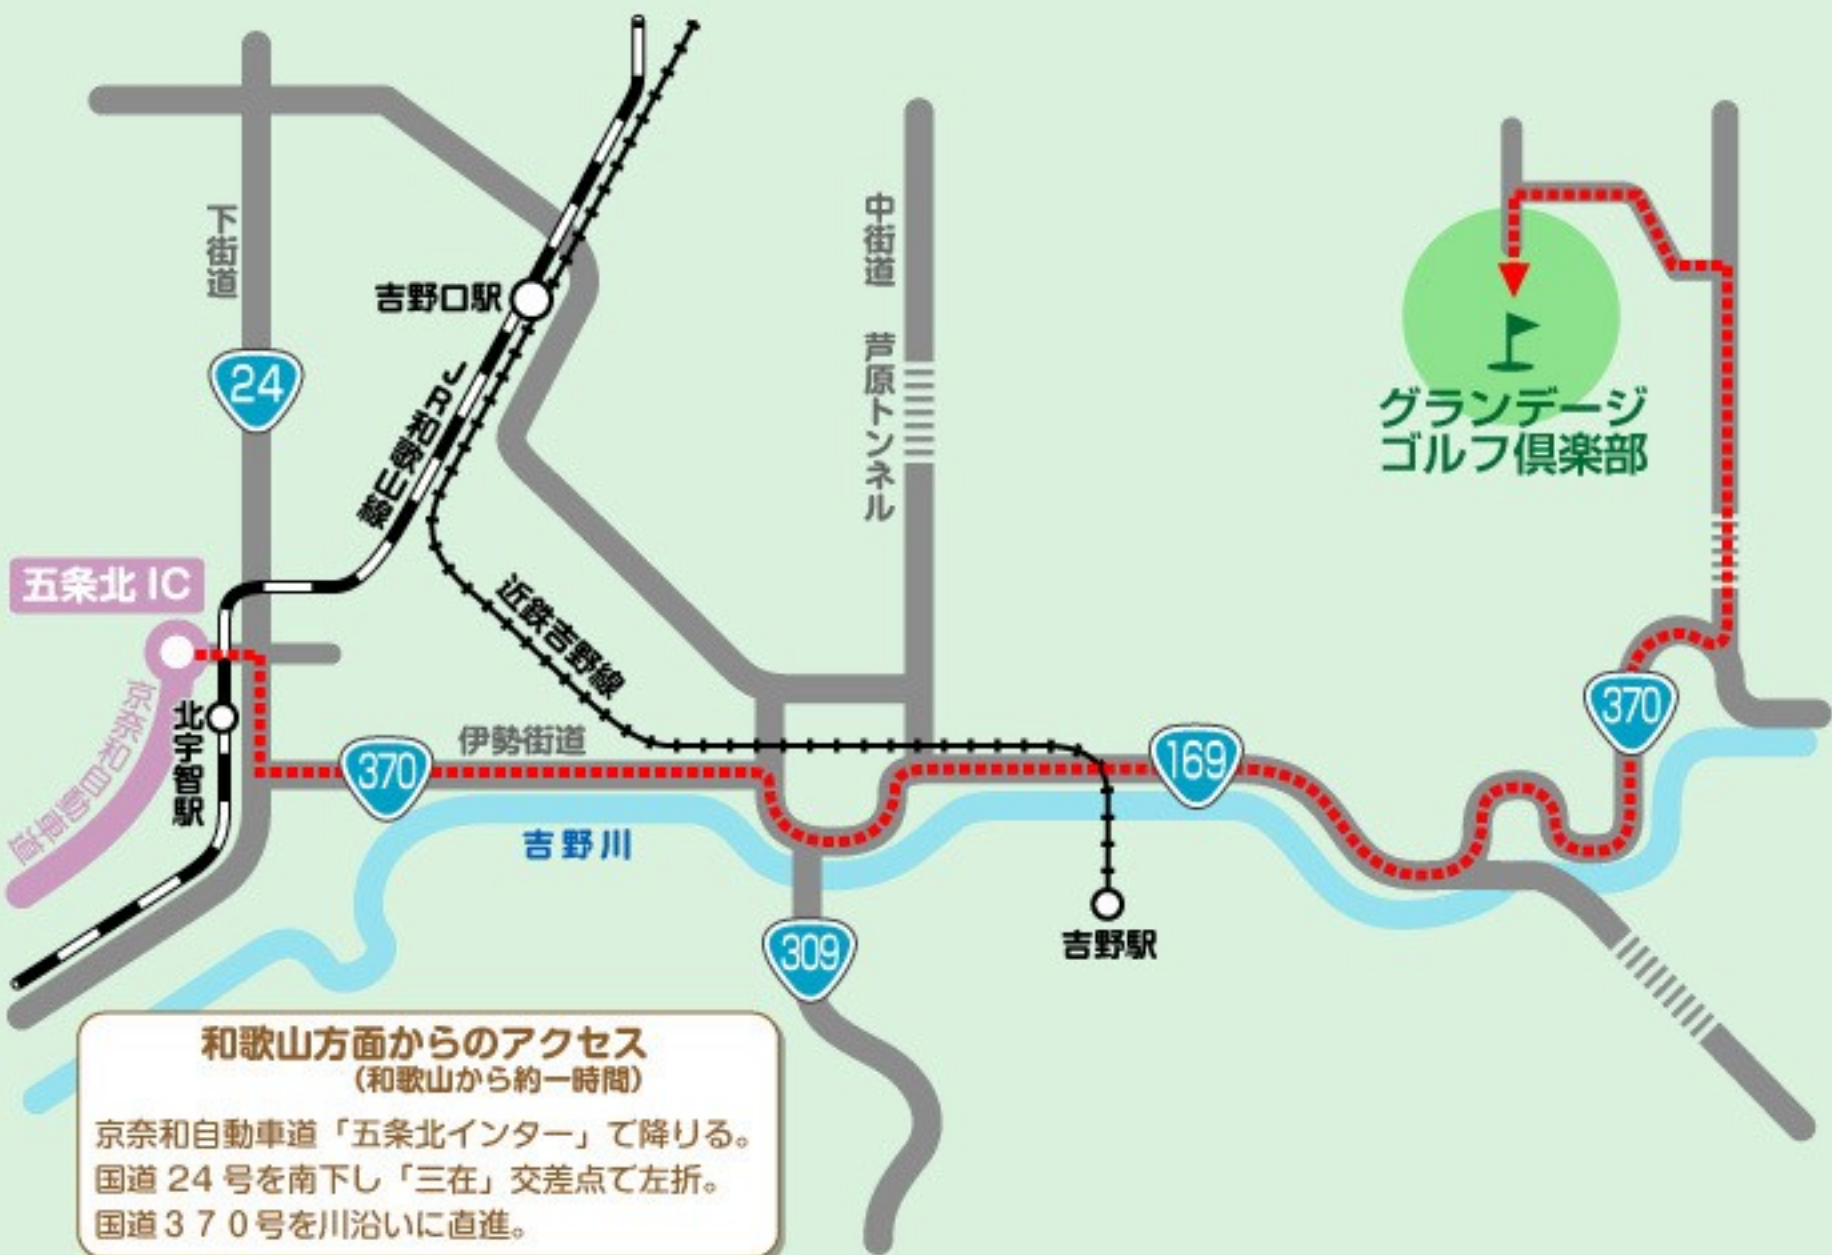 下街道
24
吉野口駅
JR和歌山線
中街道 芦原トンネル
グランデージ
ゴルフ倶楽部
五条北 IC
京奈和自動車道
北宇智駅
近鉄吉野線
伊勢街道
370
吉野川
169
370
309
吉野駅
和歌山方面からのアクセス
(和歌山から約一時間)
京奈和自動車道「五条北インター」で降りる。
国道 24 号を南下し「三在」交差点で左折。
国道370号を川沿いに直進。